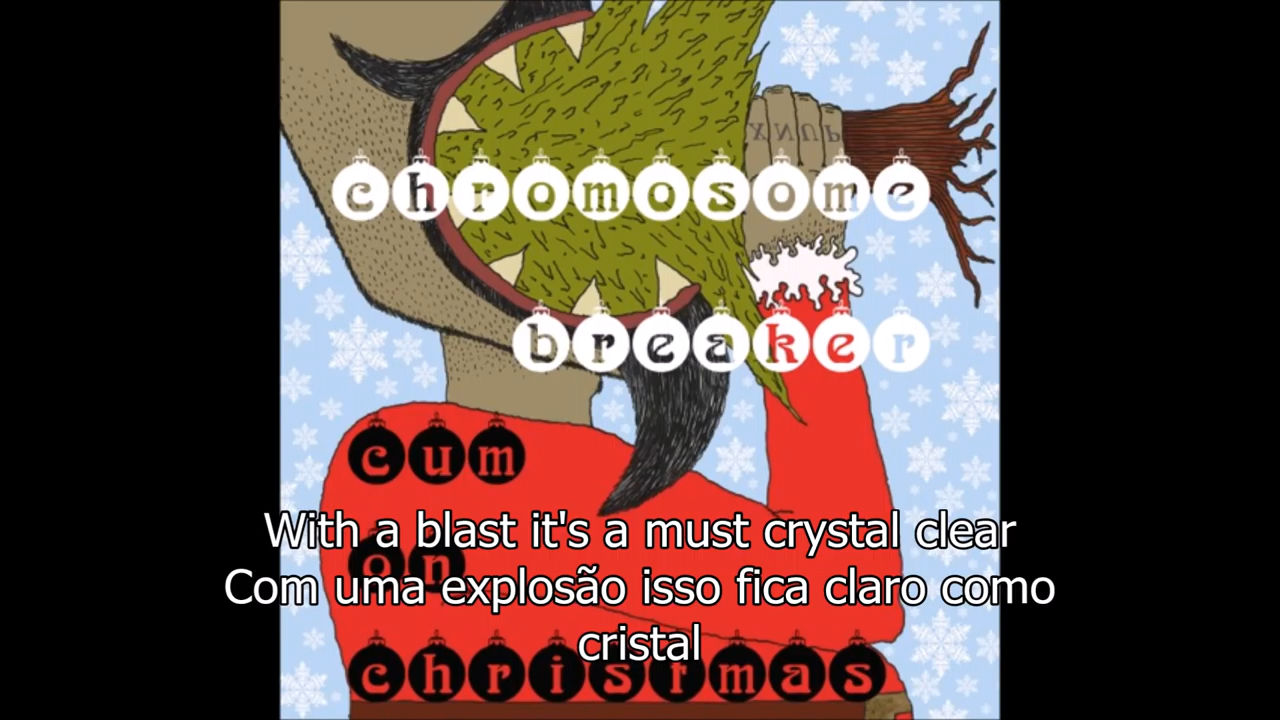 PUNX
chromosome
breaker
cum
With a blast it's a must crystal clear
on
Com uma explosão isso fica claro como
cristal
christmas